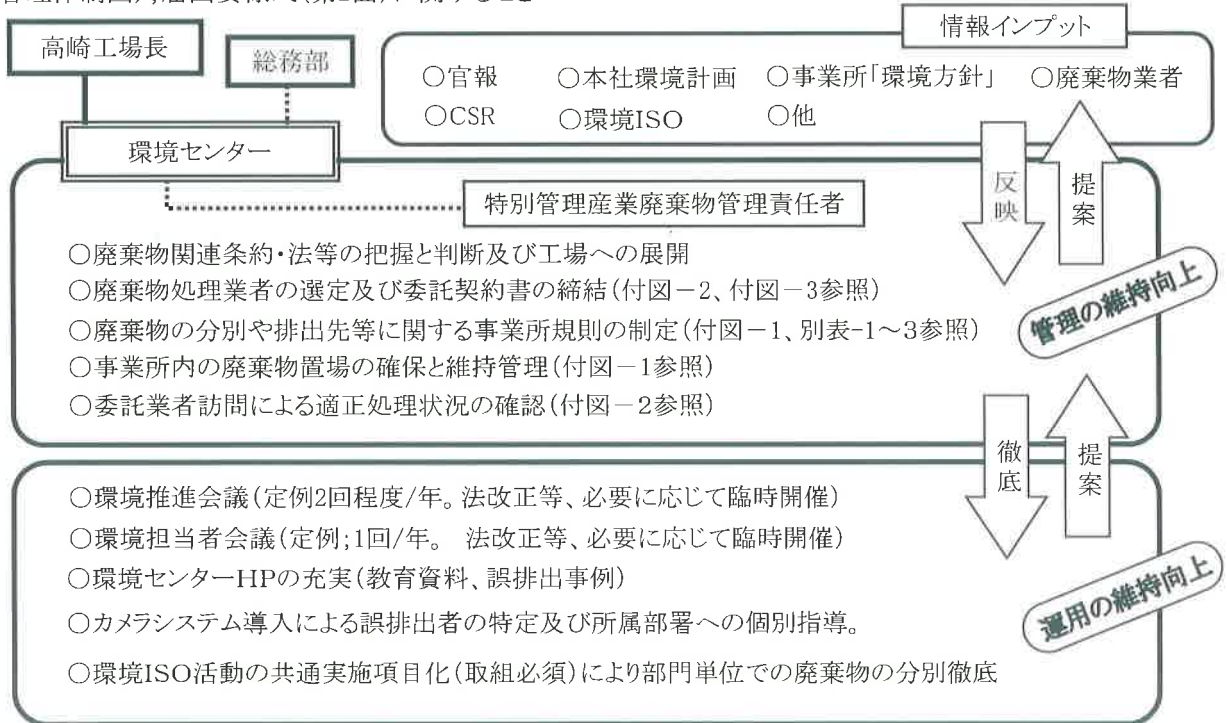 情報インプット
高崎工場長
総務部
○官報 ○本社環境計画 ○事業所「環境方針」 ○廃棄物業者
○CSR ○環境ISO ○他
環境センター
反映
提案
特別管理産業廃棄物管理責任者
○廃棄物関連条約・法等の把握と判断及び工場への展開
○廃棄物処理業者の選定及び委託契約書の締結(付図-2、付図-3参照)
○廃棄物の分別や排出先等に関する事業所規則の制定(付図-1、別表-1~3参照)
○事業所内の廃棄物置場の確保と維持管理(付図-1参照)
○委託業者訪問による適正処理状況の確認(付図-2参照)
管理の維持向上
徹底
提案
○環境推進会議(定例2回程度/年。法改正等、必要に応じて臨時開催)
○環境担当者会議(定例;1回/年。 法改正等、必要に応じて臨時開催)
○環境センターHPの充実(教育資料、誤排出事例)
○カメラシステム導入による誤排出者の特定及び所属部署への個別指導。
○環境ISO活動の共通実施項目化(取組必須)により部門単位での廃棄物の分別徹底
運用の維持向上